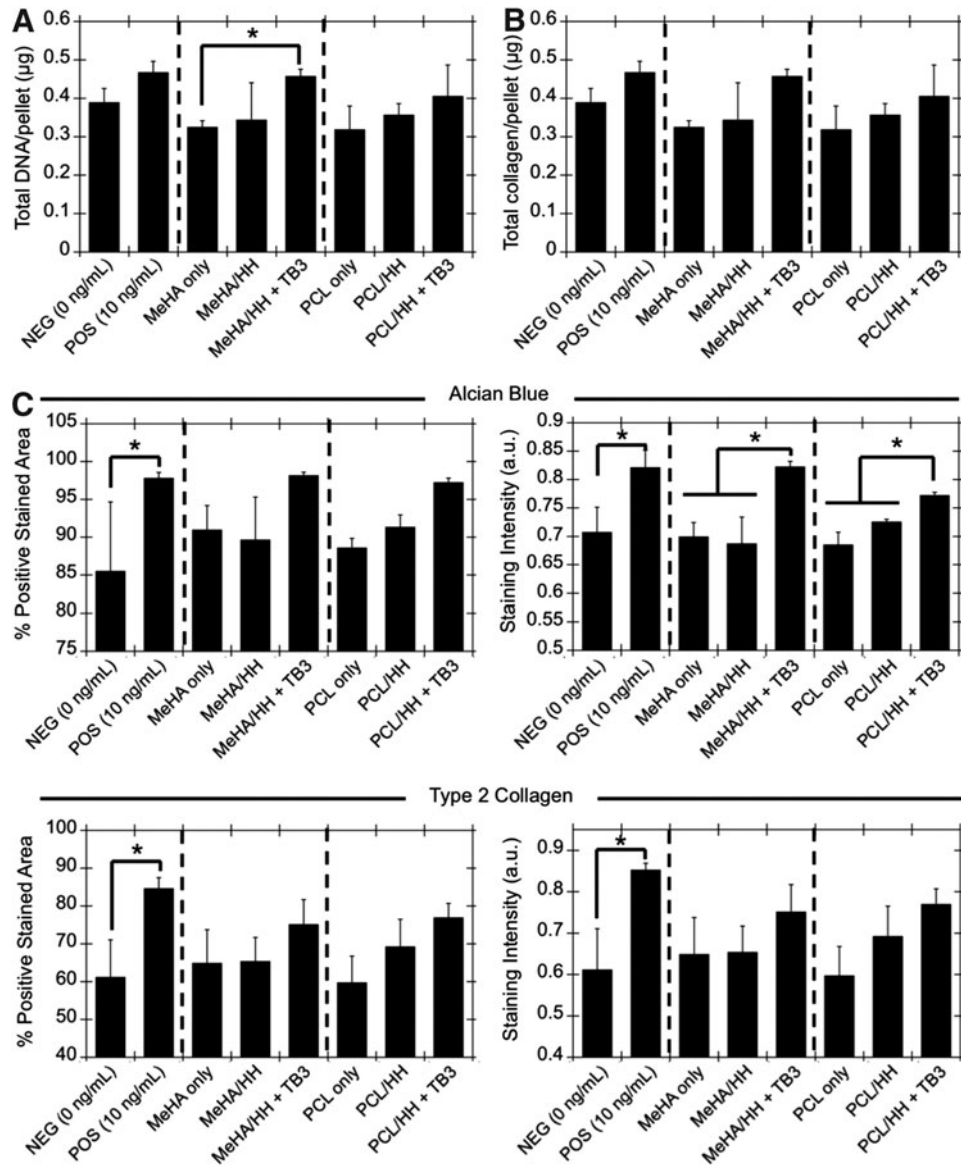 A
Total DNA/pellet (µg)
0.6
0.5
0.4
0.3
0.2
0.1
0
*
NEG (0 ng/mL)
POS (10 ng/mL)
MeHA only
MeHA/HH
MeHA/HH + TB3
PCL only
PCL/HH
PCL/HH + TB3
B
Total collagen/pellet (µg)
0.6
0.5
0.4
0.3
0.2
0.1
0
NEG (0 ng/mL)
POS (10 ng/mL)
MeHA only
MeHA/HH
MeHA/HH + TB3
PCL only
PCL/HH
PCL/HH + TB3
C
Alcian Blue
% Positive Stained Area
105
100
95
90
85
80
75
*
NEG (0 ng/mL)
POS (10 ng/mL)
MeHA only
MeHA/HH
MeHA/HH + TB3
PCL only
PCL/HH
PCL/HH + TB3
Staining Intensity (a.u.)
0.9
0.85
0.8
0.75
0.7
0.65
0.6
0.55
0.5
*
*
*
NEG (0 ng/mL)
POS (10 ng/mL)
MeHA only
MeHA/HH
MeHA/HH + TB3
PCL only
PCL/HH
PCL/HH + TB3
Type 2 Collagen
% Positive Stained Area
100
90
80
70
60
50
40
*
NEG (0 ng/mL)
POS (10 ng/mL)
MeHA only
MeHA/HH
MeHA/HH + TB3
PCL only
PCL/HH
PCL/HH + TB3
Staining Intensity (a.u.)
0.9
0.8
0.7
0.6
0.5
0.4
*
NEG (0 ng/mL)
POS (10 ng/mL)
MeHA only
MeHA/HH
MeHA/HH + TB3
PCL only
PCL/HH
PCL/HH + TB3